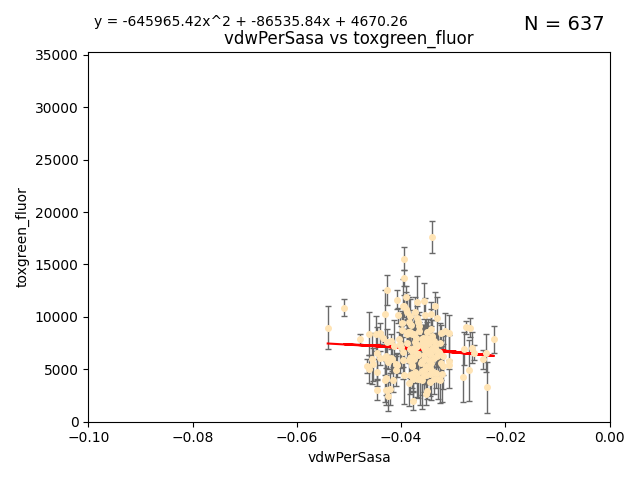 y = -645965.42x^2 + -86535.84x + 4670.26
N = 637
vdwPerSasa vs toxgreen_fluor
35000
30000
25000
20000
15000
10000
5000
0
toxgreen_fluor
−0.10 −0.08 −0.06 −0.04 −0.02 0.00
vdwPerSasa